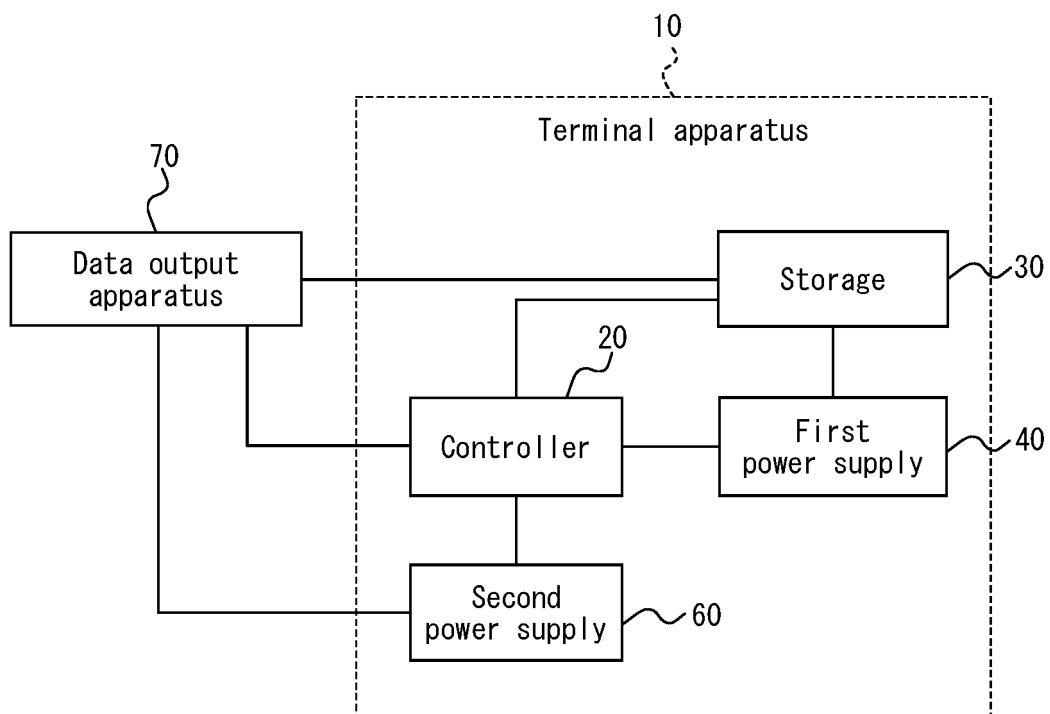 10
Terminal apparatus
70
Data output
apparatus
Storage
30
20
Controller
First
power supply
40
Second
power supply
60